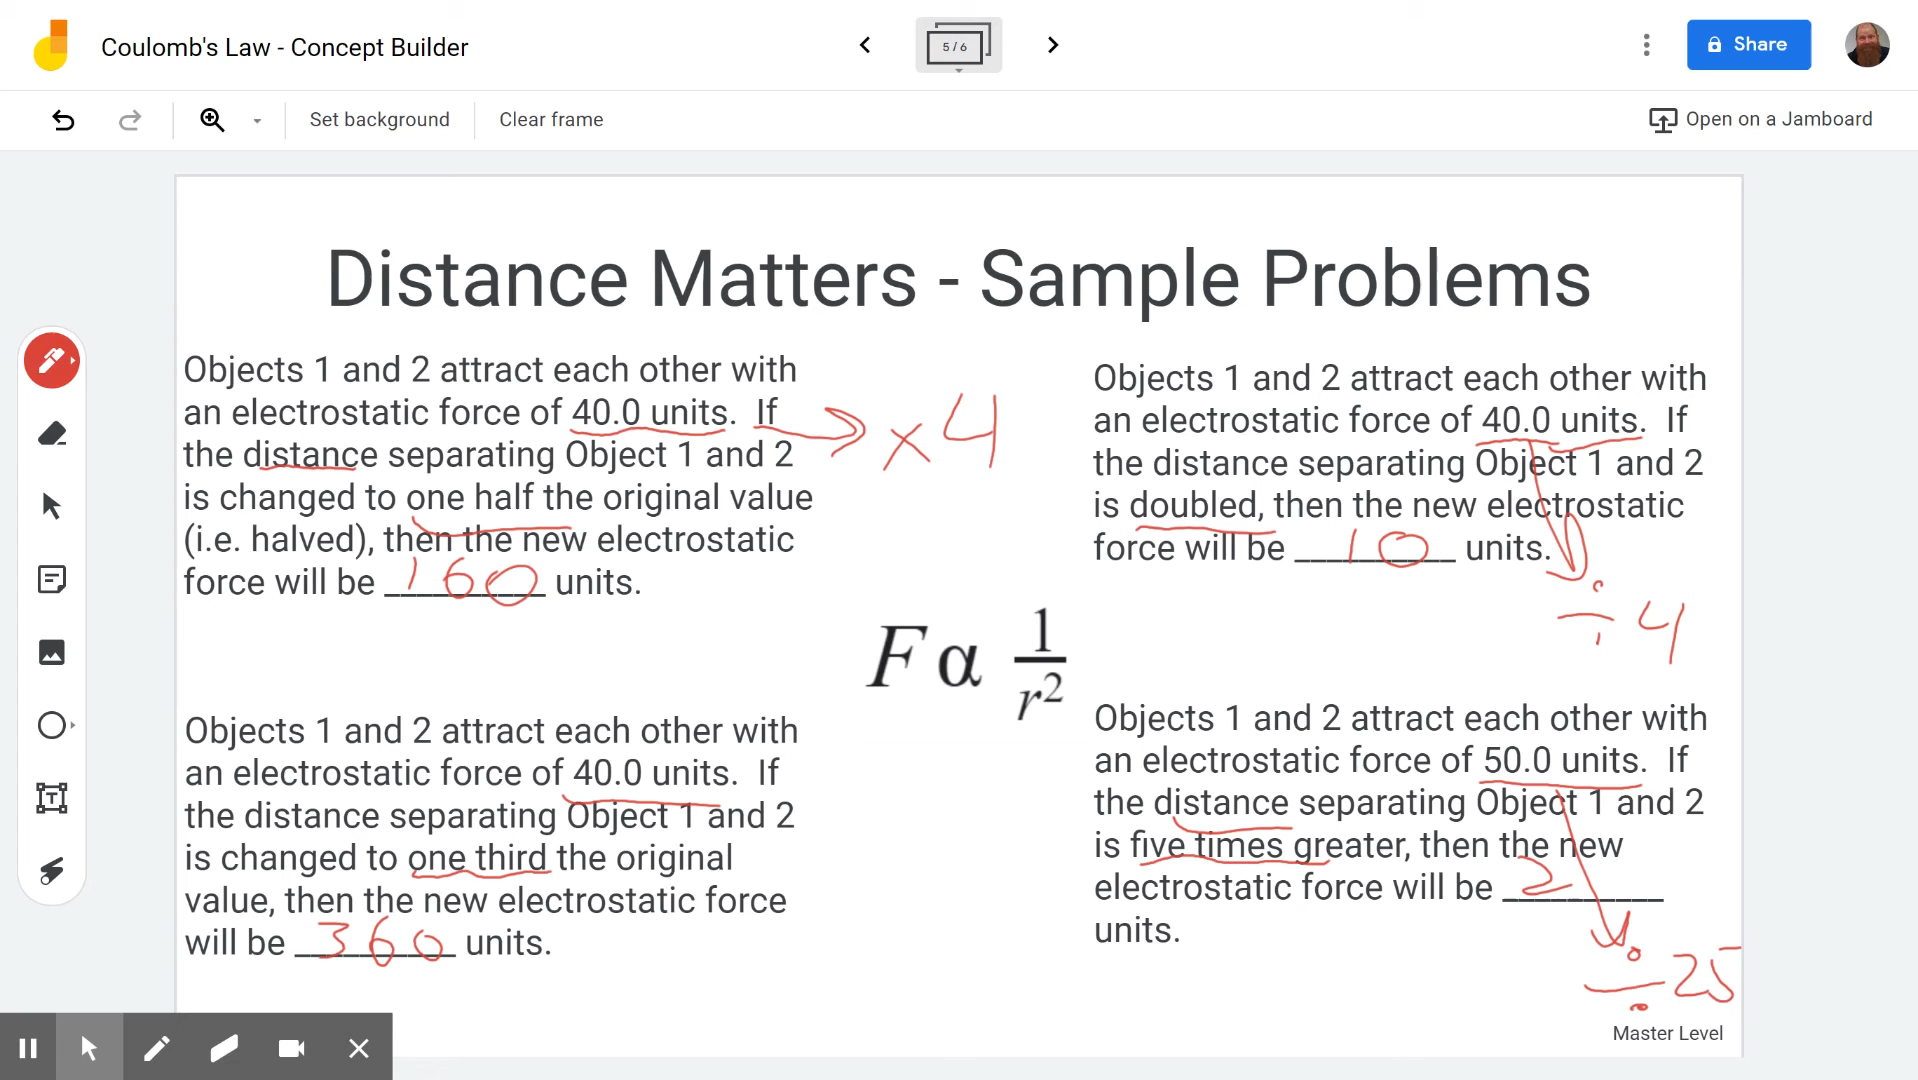 Coulomb's Law - Concept Builder
5 / 6
Share
Set background
Clear frame
Open on a Jamboard
Distance Matters - Sample Problems
Objects 1 and 2 attract each other with
an electrostatic force of 40.0 units. If
the distance separating Object 1 and 2
is changed to one half the original value
(i.e. halved), then the new electrostatic
force will be 160 units.
× 4
Objects 1 and 2 attract each other with
an electrostatic force of 40.0 units. If
the distance separating Object 1 and 2
is doubled, then the new electrostatic
force will be 10 units.
÷ 4
F α 1/r²
Objects 1 and 2 attract each other with
an electrostatic force of 40.0 units. If
the distance separating Object 1 and 2
is changed to one third the original
value, then the new electrostatic force
will be 360 units.
Objects 1 and 2 attract each other with
an electrostatic force of 50.0 units. If
the distance separating Object 1 and 2
is five times greater, then the new
electrostatic force will be 2
units.
÷ 25
Master Level